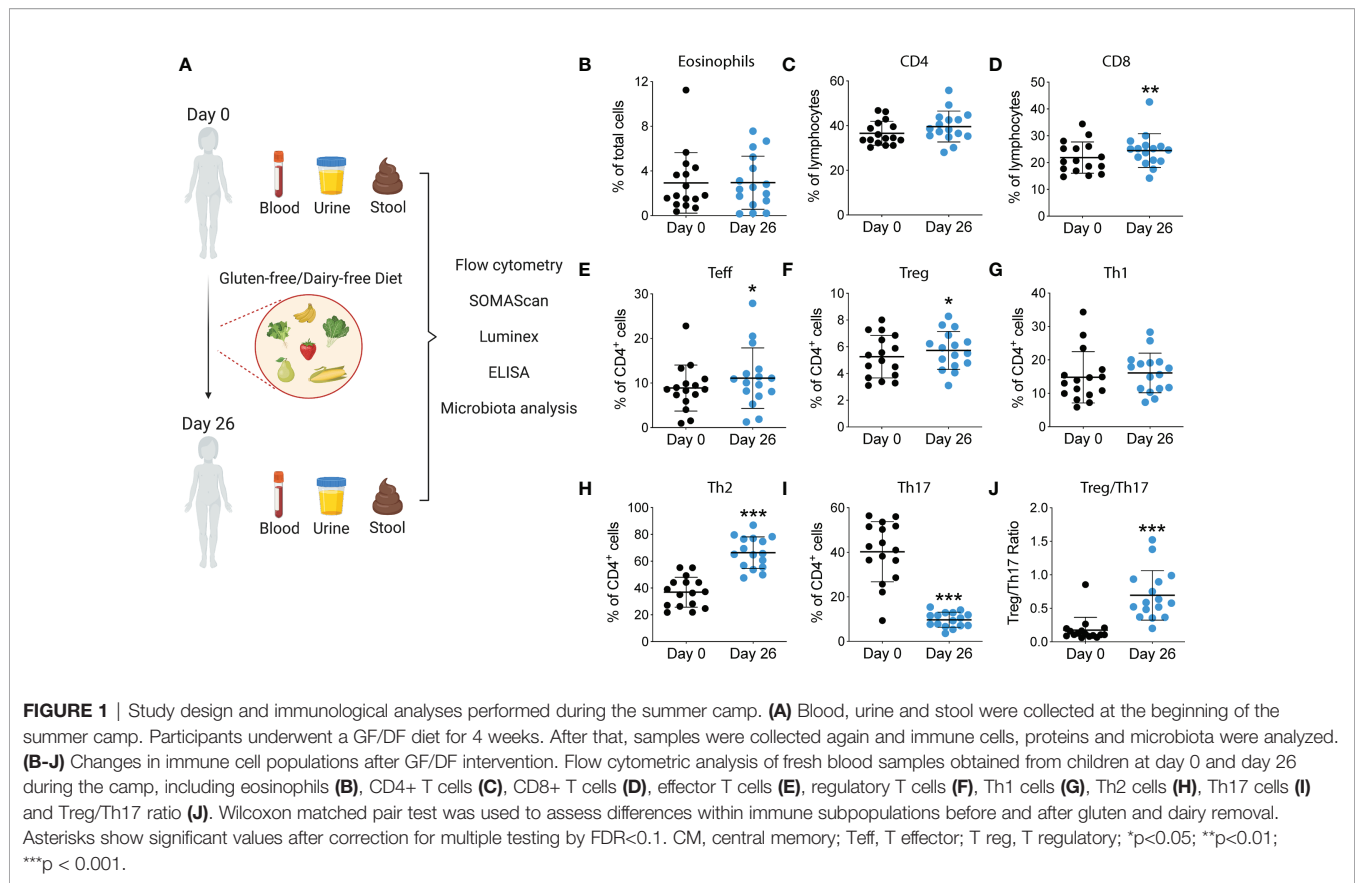 A
Day 0
Blood
Urine
Stool
Gluten-free/Dairy-free Diet
Day 26
Blood
Urine
Stool
Flow cytometry
SOMAScan
Luminex
ELISA
Microbiota analysis
B
Eosinophils
% of total cells
12
8
4
0
Day 0 Day 26
C
CD4
% of lymphocytes
60
40
20
0
Day 0 Day 26
D
CD8
% of lymphocytes
50
40
30
20
10
0
**
Day 0 Day 26
E
Teff
% of CD4+ cells
30
20
10
0
*
Day 0 Day 26
F
Treg
% of CD4+ cells
10
8
6
4
2
0
*
Day 0 Day 26
G
Th1
% of CD4+ cells
40
30
20
10
0
Day 0 Day 26
H
Th2
% of CD4+ cells
100
80
60
40
20
0
***
Day 0 Day 26
I
Th17
% of CD4+ cells
60
40
20
0
***
Day 0 Day 26
J
Treg/Th17
Treg/Th17 Ratio
2.0
1.5
1.0
0.5
0.0
***
Day 0 Day 26
FIGURE 1 | Study design and immunological analyses performed during the summer camp. (A) Blood, urine and stool were collected at the beginning of the
summer camp. Participants underwent a GF/DF diet for 4 weeks. After that, samples were collected again and immune cells, proteins and microbiota were analyzed.
(B-J) Changes in immune cell populations after GF/DF intervention. Flow cytometric analysis of fresh blood samples obtained from children at day 0 and day 26
during the camp, including eosinophils (B), CD4+ T cells (C), CD8+ T cells (D), effector T cells (E), regulatory T cells (F), Th1 cells (G), Th2 cells (H), Th17 cells (I)
and Treg/Th17 ratio (J). Wilcoxon matched pair test was used to assess differences within immune subpopulations before and after gluten and dairy removal.
Asterisks show significant values after correction for multiple testing by FDR<0.1. CM, central memory; Teff, T effector; T reg, T regulatory; *p<0.05; **p<0.01;
***p < 0.001.